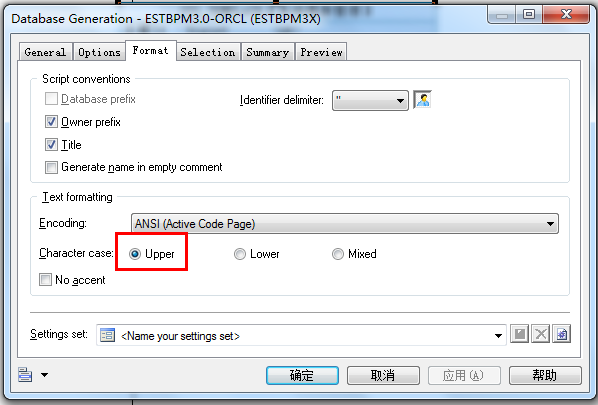 Database Generation - ESTBPM3.0-ORCL (ESTBPM3X)
General Options Format Selection Summary Preview
Script conventions
Database prefix
Identifier delimiter: "
Owner prefix
Title
Generate name in empty comment
Text formatting
Encoding: ANSI (Active Code Page)
Character case: Upper Lower Mixed
No accent
Settings set: <Name your settings set>
确定 取消 应用(A) 帮助